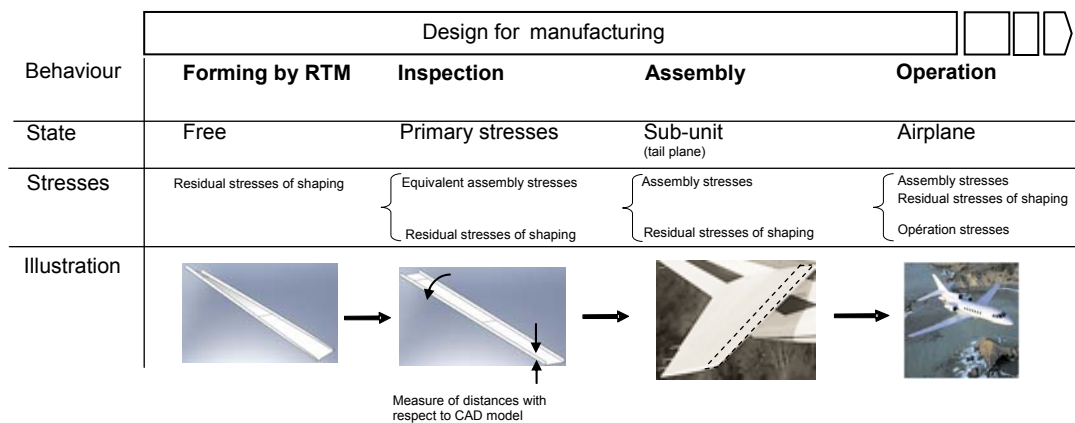 Design for manufacturing
Behaviour Forming by RTM Inspection Assembly Operation
State Free Primary stresses Sub-unit Airplane
(tail plane)
Stresses Residual stresses of shaping Equivalent assembly stresses Assembly stresses Assembly stresses
Residual stresses of shaping
Residual stresses of shaping Residual stresses of shaping Opération stresses
Illustration
Measure of distances with
respect to CAD model